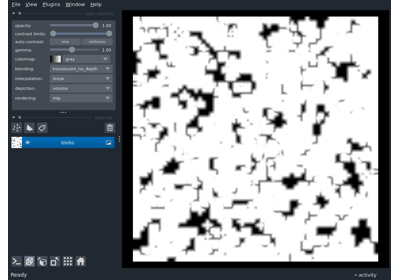 File View Plugins Window Help
opacity: 1.00
contrast limits:
auto-contrast: once continuous
gamma: 1.00
colormap: gray
blending: translucent_no_depth
interpolation: linear
depiction: volume
rendering: mip
blobs
Ready
activity